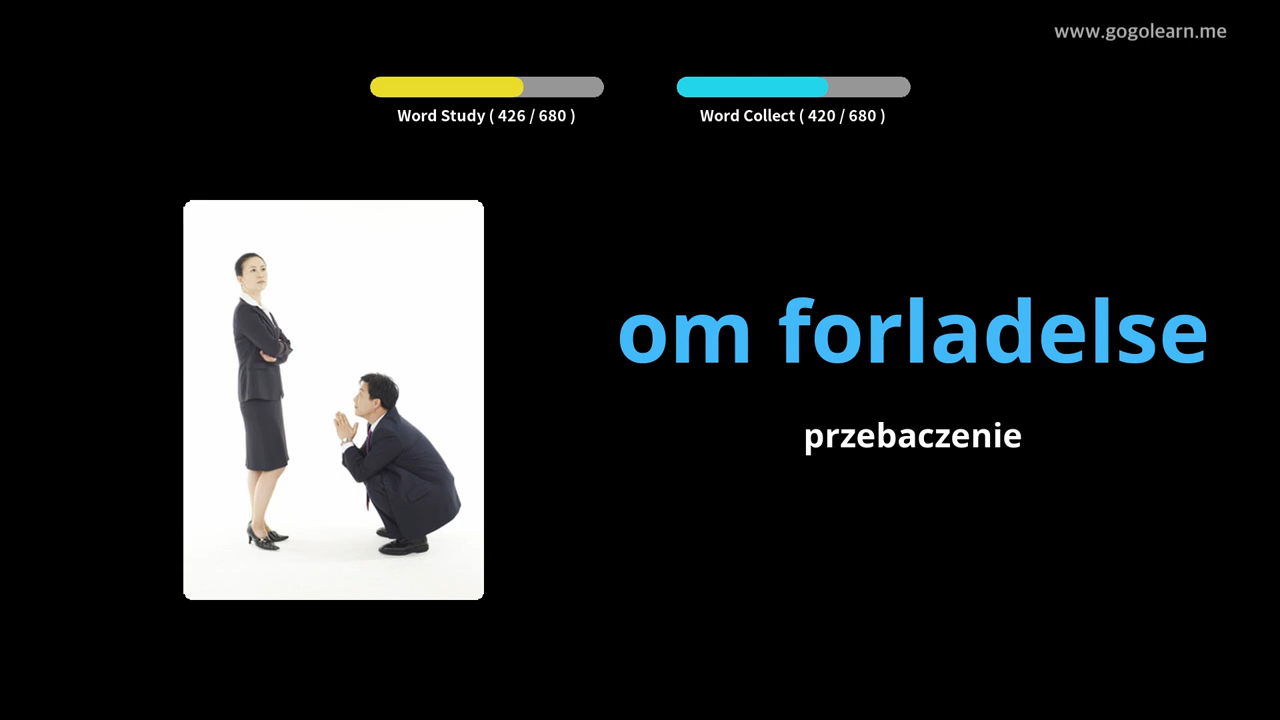 www.gogolearn.me
Word Study ( 426 / 680 )
Word Collect ( 420 / 680 )
om forladelse
przebaczenie